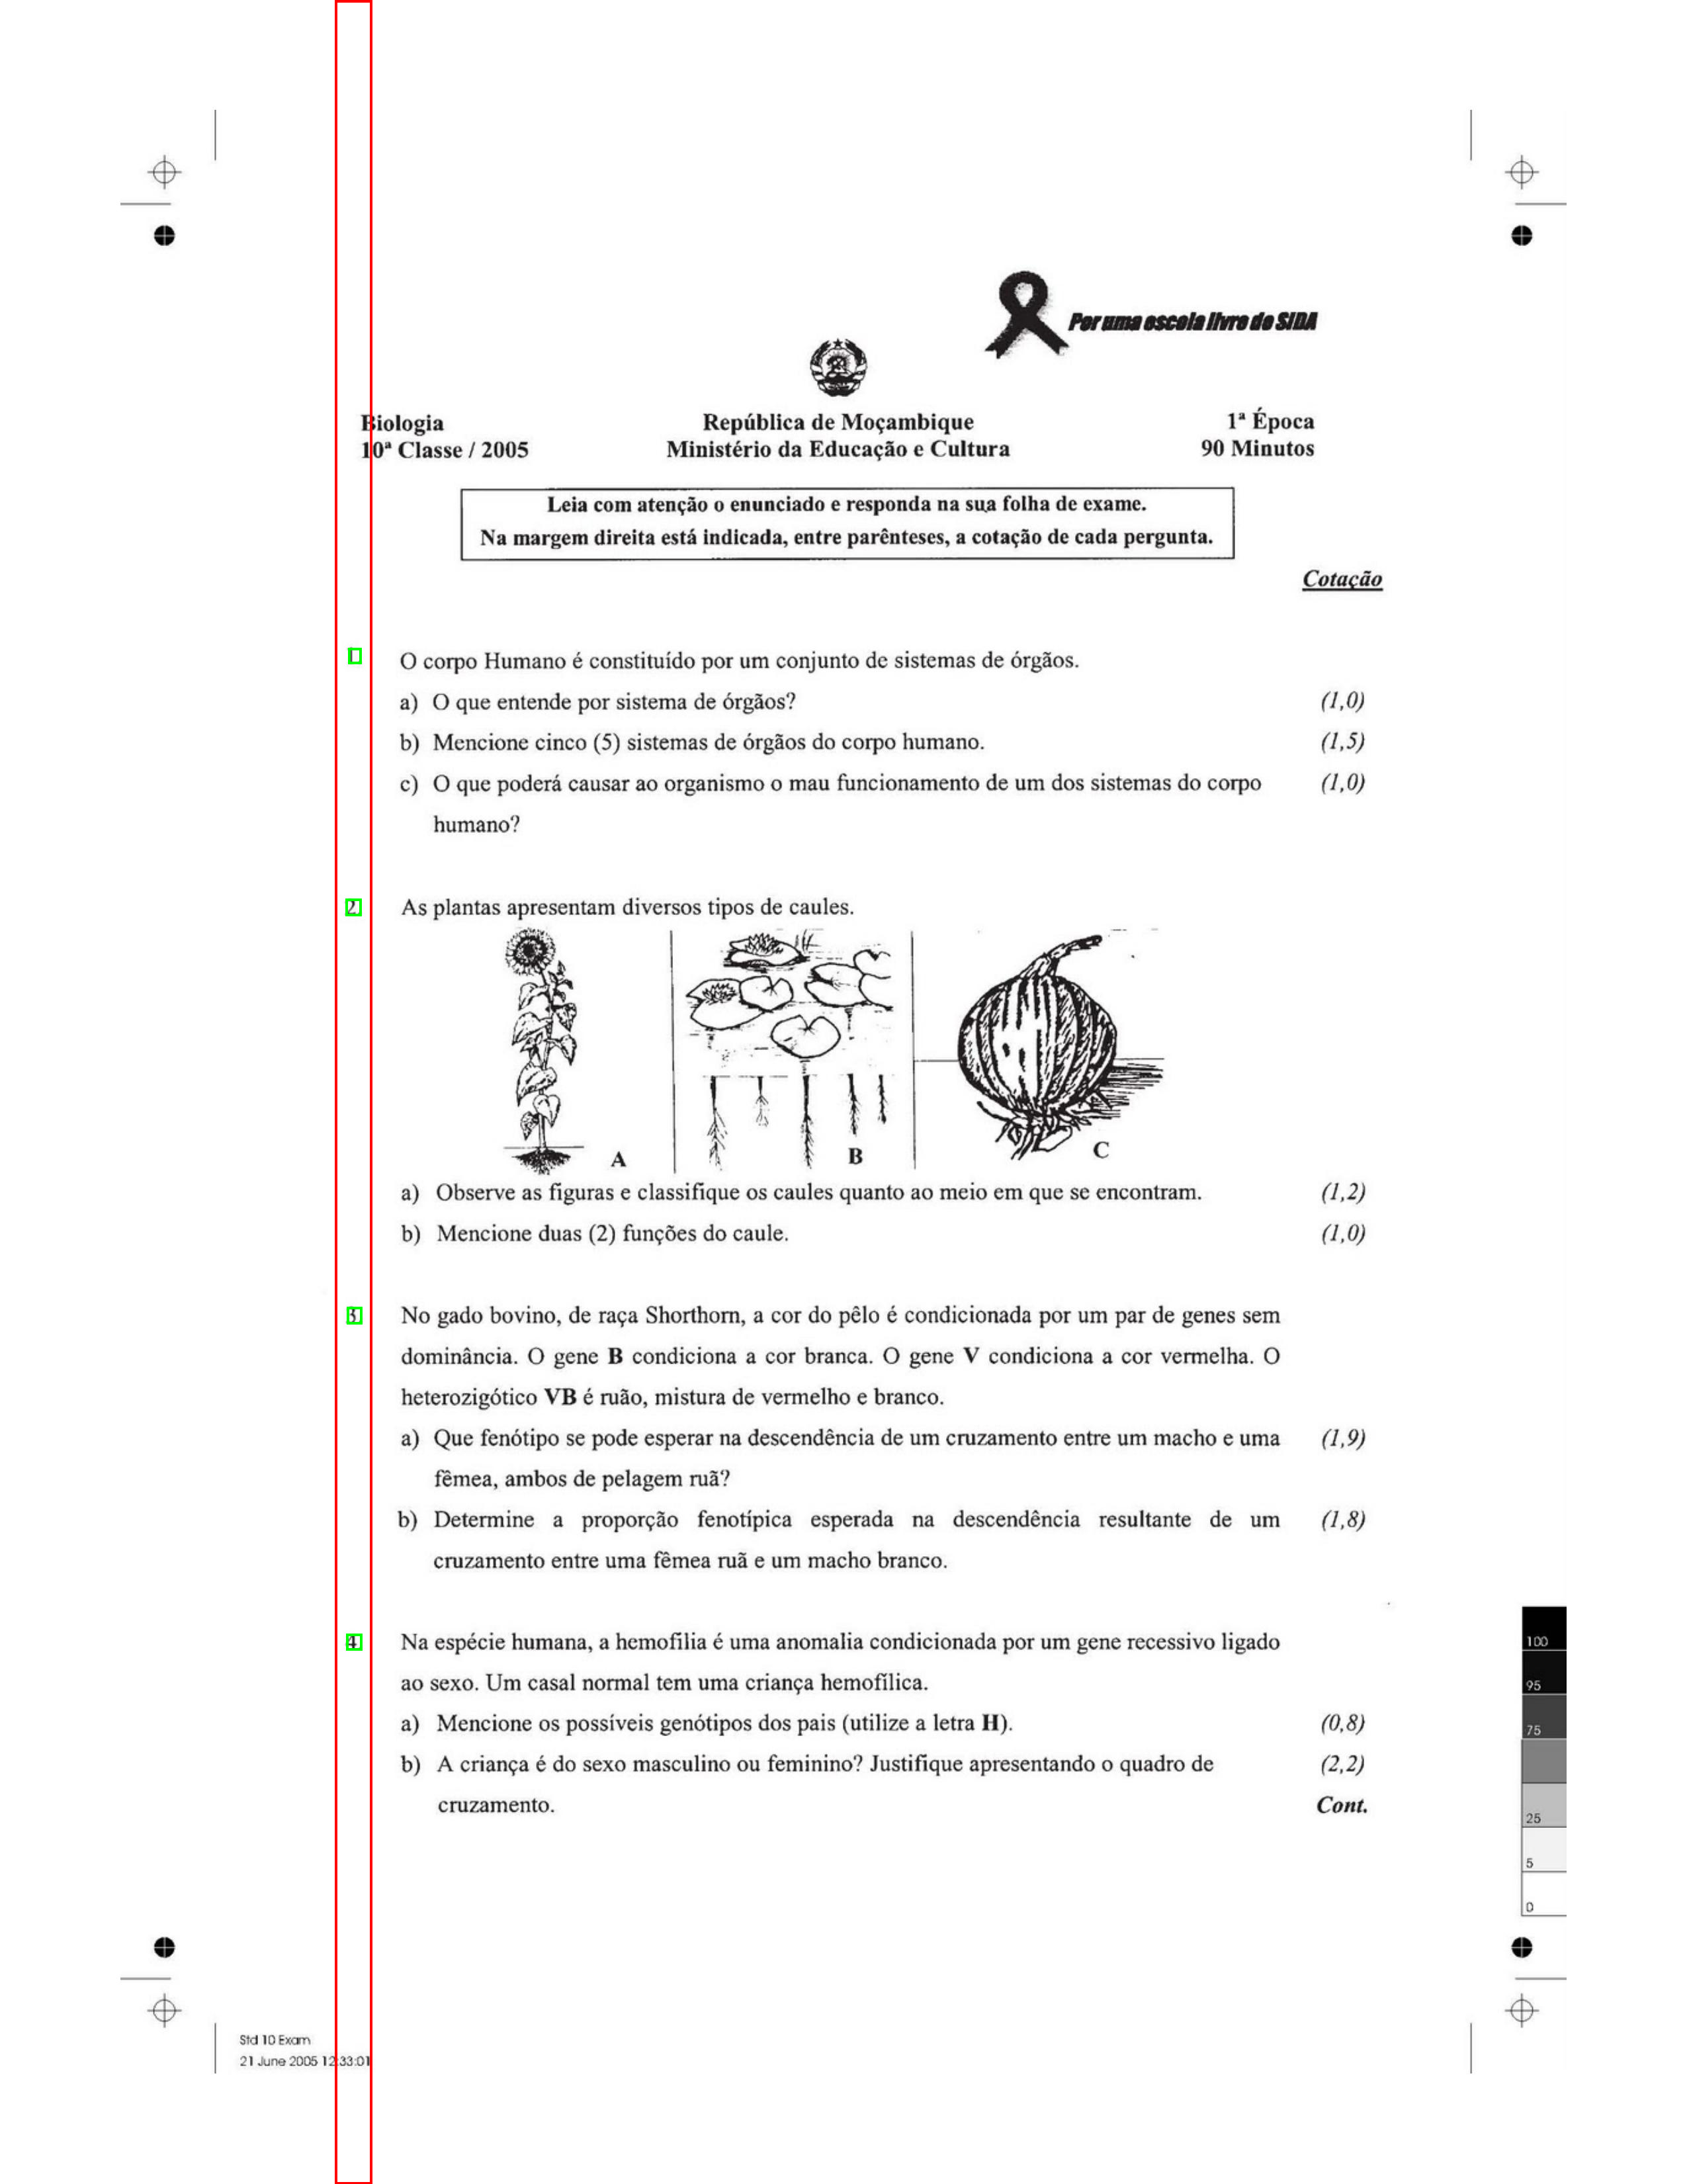 Por uma escola livre do SIDA
Biologia República de Moçambique 1ª Época
10ª Classe / 2005 Ministério da Educação e Cultura 90 Minutos
Leia com atenção o enunciado e responda na sua folha de exame.
Na margem direita está indicada, entre parênteses, a cotação de cada pergunta.
Cotação
1 O corpo Humano é constituído por um conjunto de sistemas de órgãos.
a) O que entende por sistema de órgãos? (1,0)
b) Mencione cinco (5) sistemas de órgãos do corpo humano. (1,5)
c) O que poderá causar ao organismo o mau funcionamento de um dos sistemas do corpo (1,0)
humano?
2 As plantas apresentam diversos tipos de caules.
A B C
a) Observe as figuras e classifique os caules quanto ao meio em que se encontram. (1,2)
b) Mencione duas (2) funções do caule. (1,0)
3 No gado bovino, de raça Shorthorn, a cor do pêlo é condicionada por um par de genes sem
dominância. O gene B condiciona a cor branca. O gene V condiciona a cor vermelha. O
heterozigótico VB é ruão, mistura de vermelho e branco.
a) Que fenótipo se pode esperar na descendência de um cruzamento entre um macho e uma (1,9)
fêmea, ambos de pelagem ruã?
b) Determine a proporção fenotípica esperada na descendência resultante de um (1,8)
cruzamento entre uma fêmea ruã e um macho branco.
4 Na espécie humana, a hemofilia é uma anomalia condicionada por um gene recessivo ligado
ao sexo. Um casal normal tem uma criança hemofílica.
a) Mencione os possíveis genótipos dos pais (utilize a letra H). (0,8)
b) A criança é do sexo masculino ou feminino? Justifique apresentando o quadro de (2,2)
cruzamento. Cont.
100
95
75
25
5
0
Std 10 Exam
21 June 2005 12:33:01